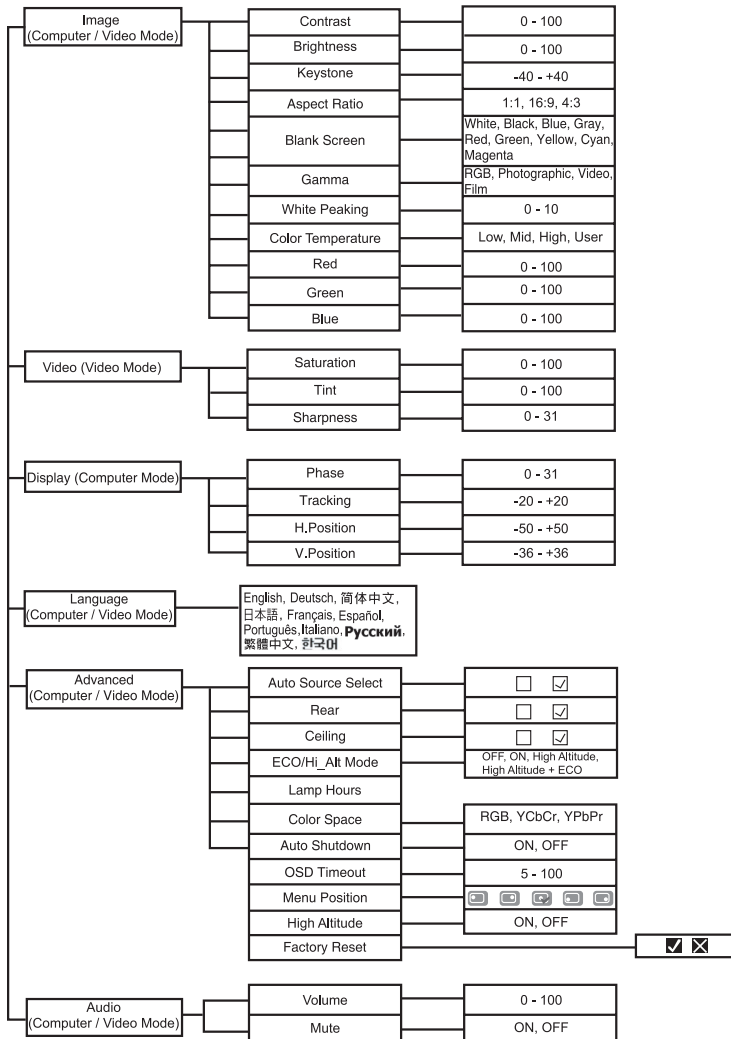 Image
(Computer / Video Mode)
Contrast
0 - 100
Brightness
0 - 100
Keystone
-40 - +40
Aspect Ratio
1:1, 16:9, 4:3
Blank Screen
White, Black, Blue, Gray,
Red, Green, Yellow, Cyan,
Magenta
Gamma
RGB, Photographic, Video,
Film
White Peaking
0 - 10
Color Temperature
Low, Mid, High, User
Red
0 - 100
Green
0 - 100
Blue
0 - 100
Video (Video Mode)
Saturation
0 - 100
Tint
0 - 100
Sharpness
0 - 31
Display (Computer Mode)
Phase
0 - 31
Tracking
-20 - +20
H.Position
-50 - +50
V.Position
-36 - +36
Language
(Computer / Video Mode)
English, Deutsch, 简体中文,
日本語, Français, Español,
Português,Italiano, Русский,
繁體中文, 한국어
Advanced
(Computer / Video Mode)
Auto Source Select
Rear
Ceiling
ECO/Hi_Alt Mode
OFF, ON, High Altitude,
High Altitude + ECO
Lamp Hours
Color Space
RGB, YCbCr, YPbPr
Auto Shutdown
ON, OFF
OSD Timeout
5 - 100
Menu Position
High Altitude
ON, OFF
Factory Reset
Audio
(Computer / Video Mode)
Volume
0 - 100
Mute
ON, OFF